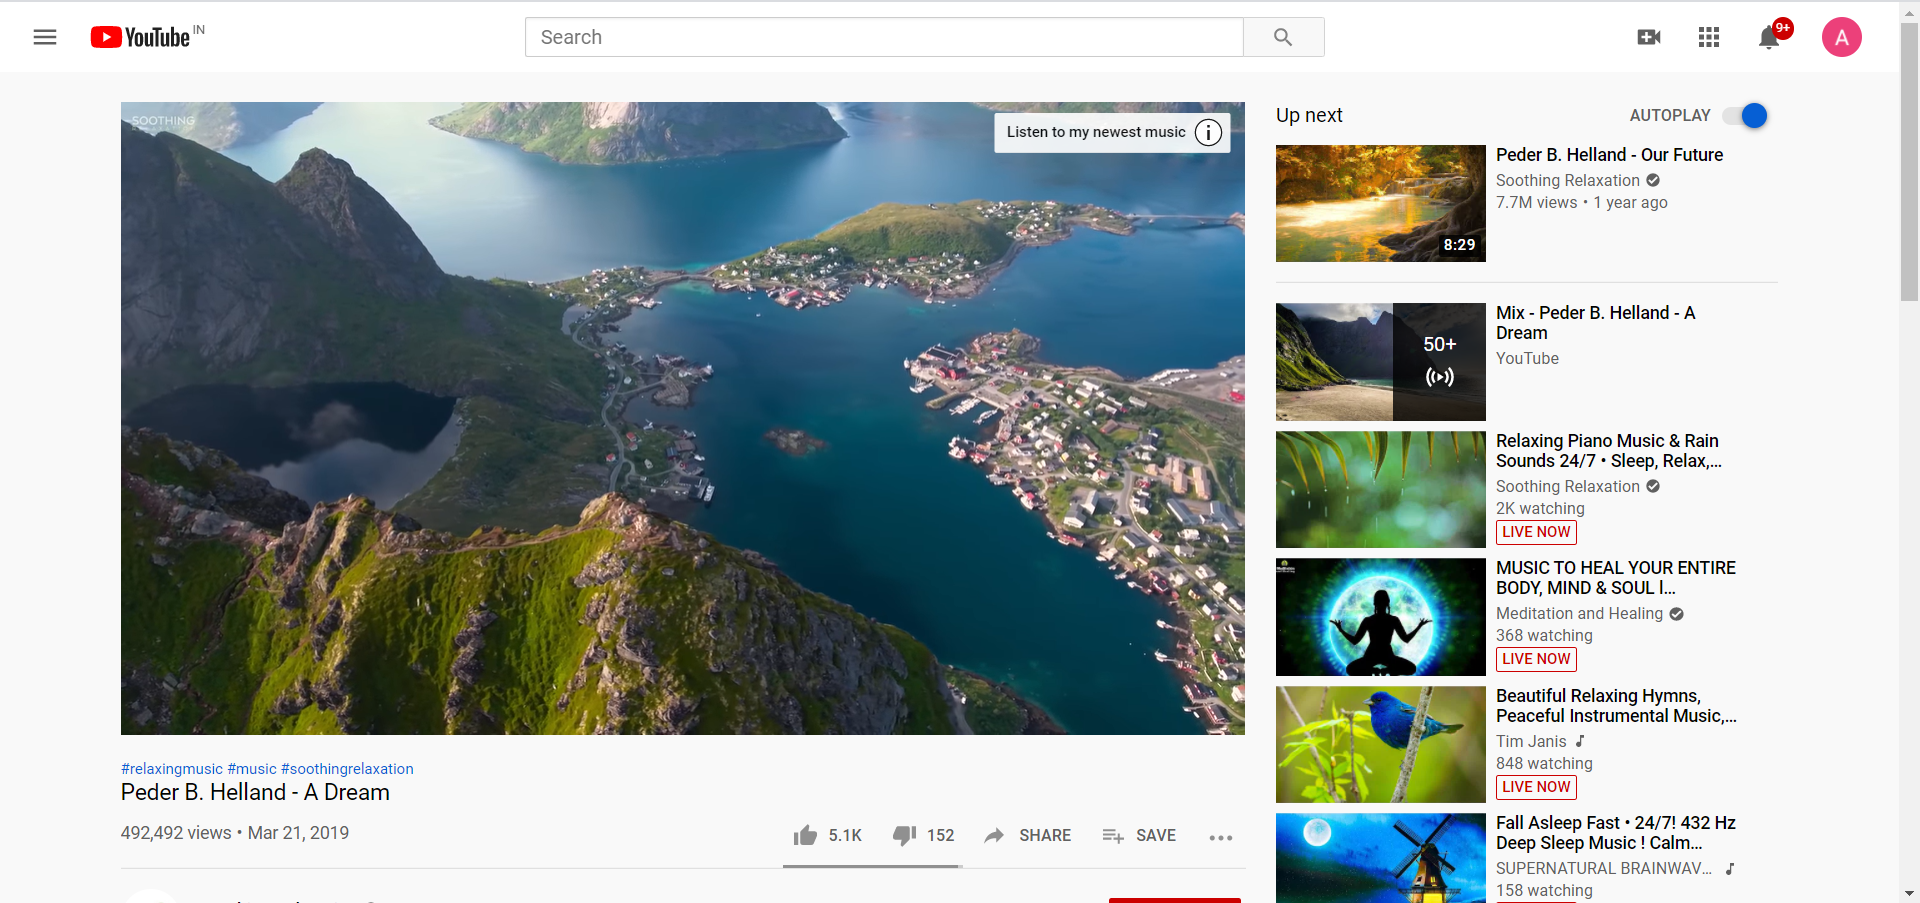 YouTube IN
Search
9+
A
SOOTHING
Listen to my newest music
#relaxingmusic #music #soothingrelaxation
Peder B. Helland - A Dream
492,492 views • Mar 21, 2019
5.1K
152
SHARE
SAVE
Up next
AUTOPLAY
8:29
Peder B. Helland - Our Future
Soothing Relaxation
7.7M views • 1 year ago
50+
Mix - Peder B. Helland - A
Dream
YouTube
Relaxing Piano Music & Rain
Sounds 24/7 • Sleep, Relax,...
Soothing Relaxation
2K watching
LIVE NOW
MUSIC TO HEAL YOUR ENTIRE
BODY, MIND & SOUL l...
Meditation and Healing
368 watching
LIVE NOW
Beautiful Relaxing Hymns,
Peaceful Instrumental Music,...
Tim Janis
848 watching
LIVE NOW
Fall Asleep Fast • 24/7! 432 Hz
Deep Sleep Music ! Calm...
SUPERNATURAL BRAINWAV...
158 watching